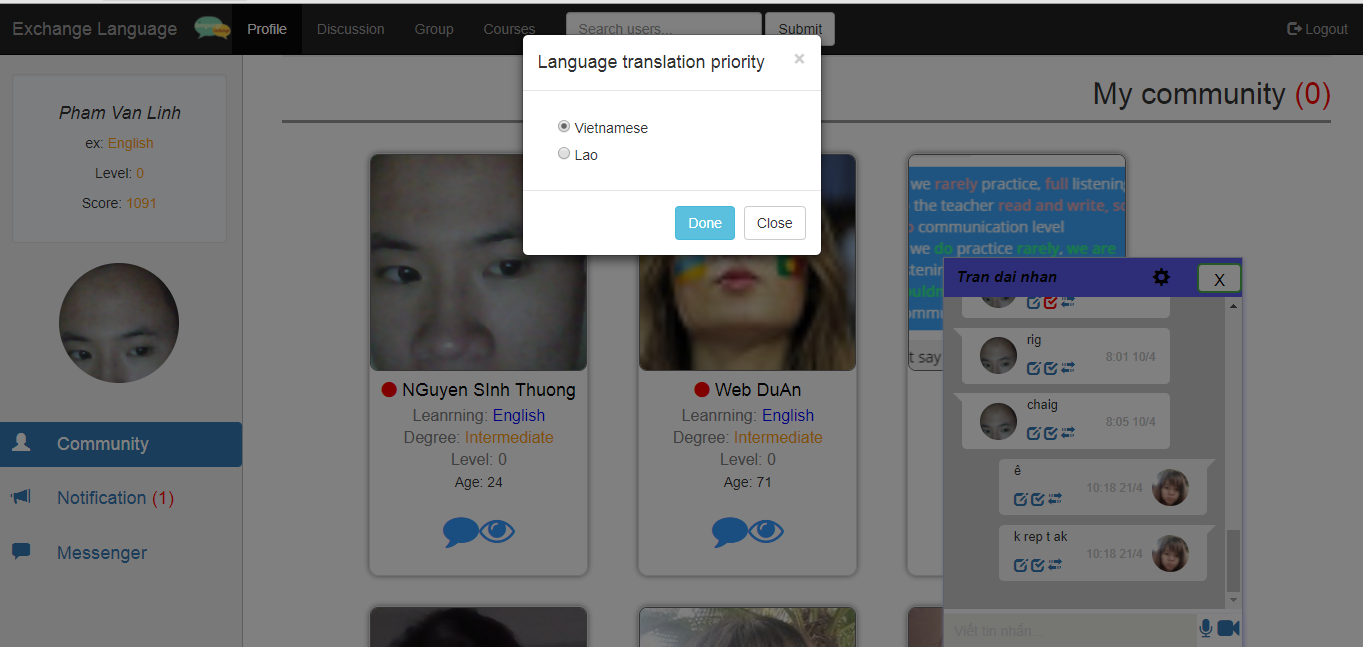 Exchange Language Profile Discussion Group Courses Search users... Submit Logout
Language translation priority ×
Vietnamese
Lao
Done Close
My community (0)
Pham Van Linh
ex: English
Level: 0
Score: 1091
Community
Notification (1)
Messenger
NGuyen SInh Thuong
Leanrning: English
Degree: Intermediate
Level: 0
Age: 24
Web DuAn
Leanrning: English
Degree: Intermediate
Level: 0
Age: 71
we rarely practice, full listening
the teacher read and write, so
communication level
we do practice rarely, we are
t say
Tran dai nhan X
rig
8:01 10/4
chaig
8:05 10/4
ê
10:18 21/4
k rep t ak
10:18 21/4
Viết tin nhắn...